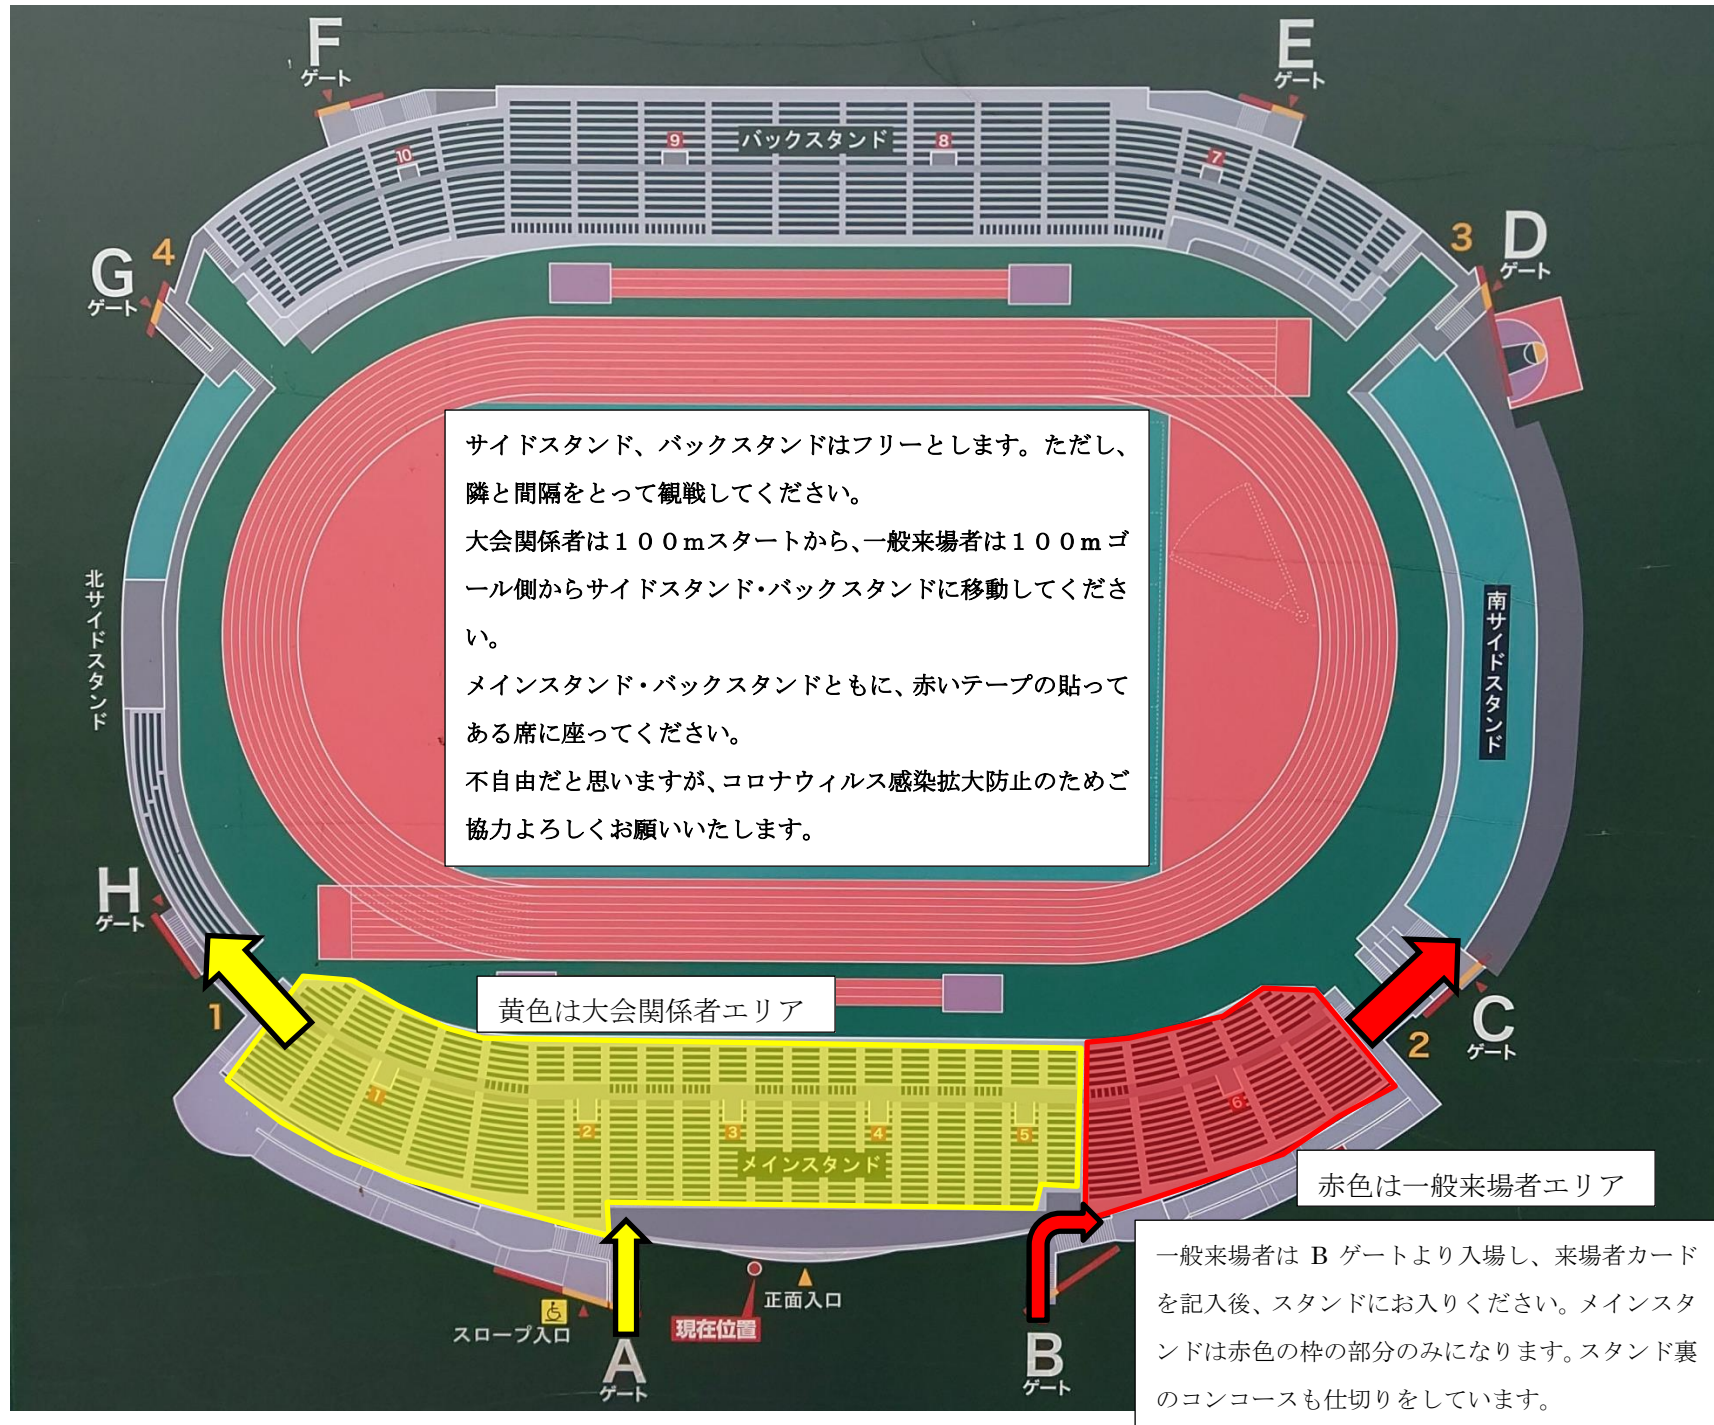 F
ゲート
E
ゲート
バックスタンド
10
9
8
7
G
ゲート
4
3
D
ゲート
サイドスタンド、バックスタンドはフリーとします。ただし、
隣と間隔をとって観戦してください。
大会関係者は１００ｍスタートから、一般来場者は１００ｍゴ
ール側からサイドスタンド・バックスタンドに移動してくださ
い。
メインスタンド・バックスタンドともに、赤いテープの貼って
ある席に座ってください。
不自由だと思いますが、コロナウィルス感染拡大防止のためご
協力よろしくお願いいたします。
北サイドスタンド
南サイドスタンド
H
ゲート
1
黄色は大会関係者エリア
C
ゲート
2
1
2
3
4
5
6
メインスタンド
赤色は一般来場者エリア
一般来場者は B ゲートより入場し、来場者カード
を記入後、スタンドにお入りください。メインスタ
ンドは赤色の枠の部分のみになります。スタンド裏
のコンコースも仕切りをしています。
スロープ入口
現在位置
正面入口
A
ゲート
B
ゲート